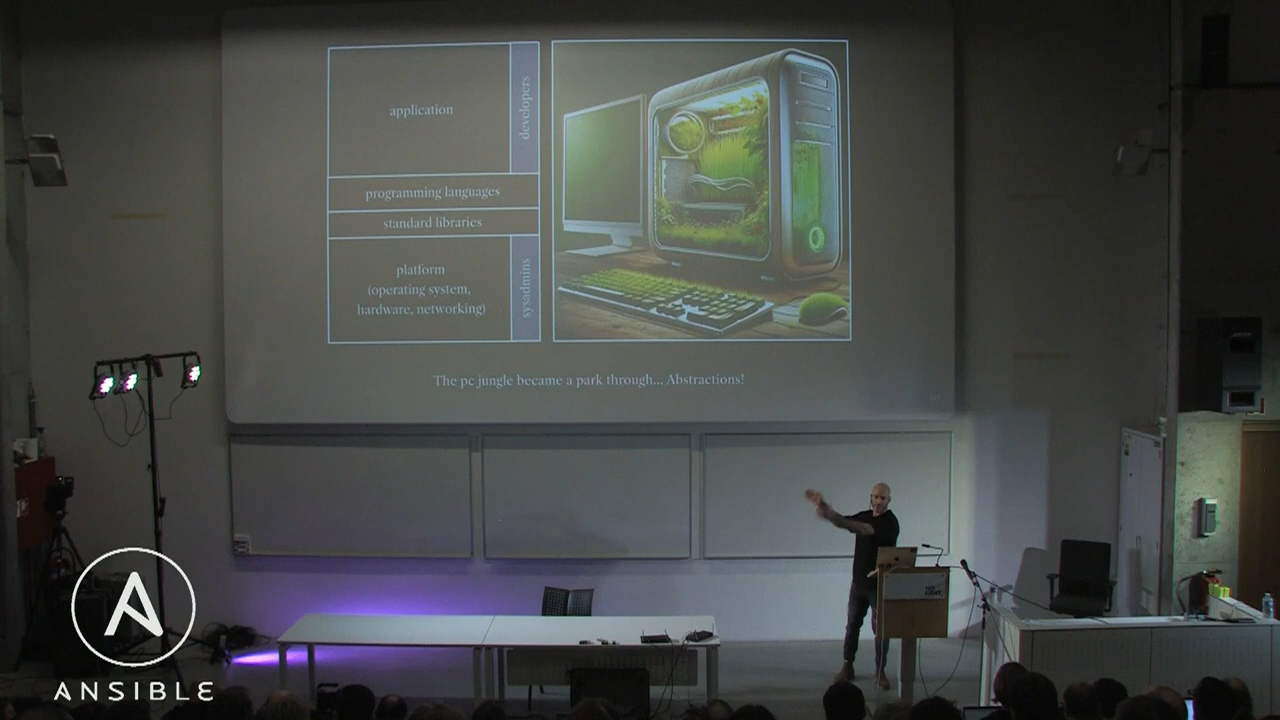 application
developers
programming languages
standard libraries
platform
(operating system,
hardware, networking)
sysadmins
The pc jungle became a park through... Abstractions!
ANSIBLE